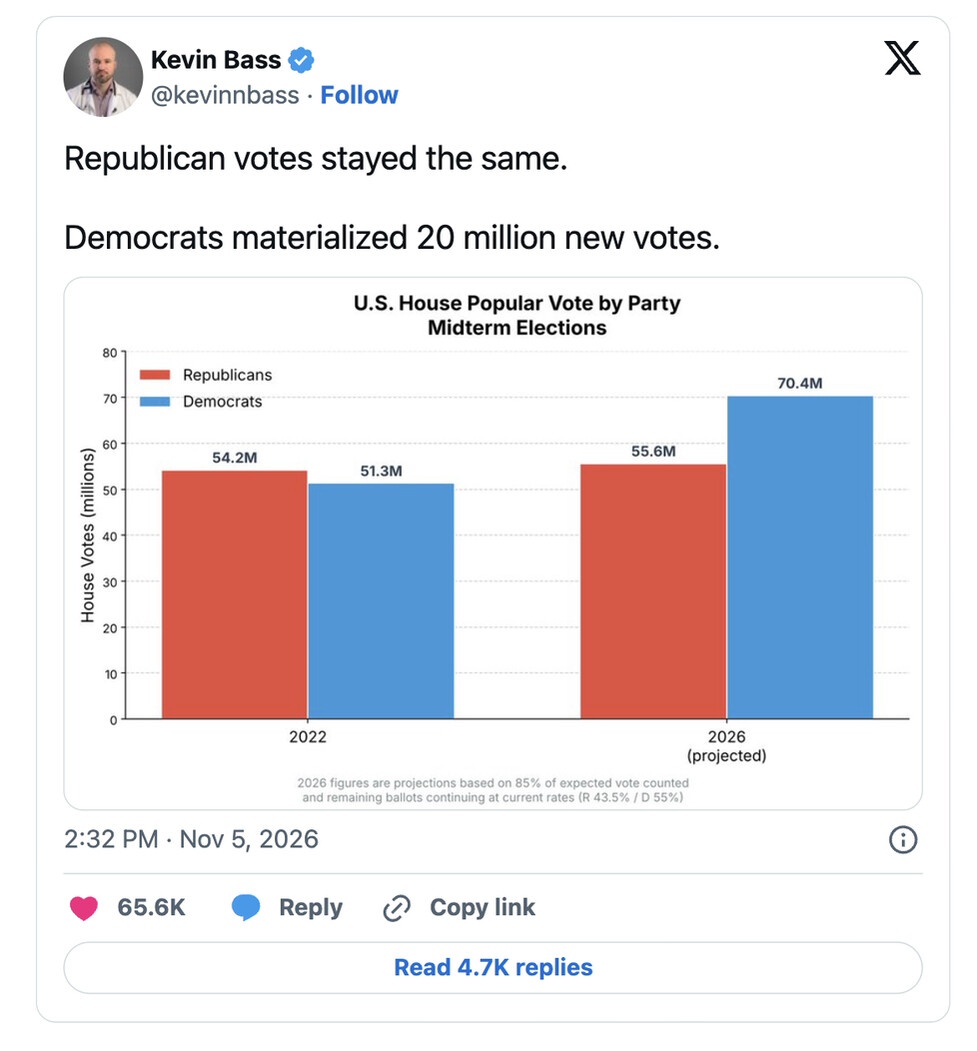 Kevin Bass
@kevinnbass · Follow
Republican votes stayed the same.
Democrats materialized 20 million new votes.
U.S. House Popular Vote by Party
Midterm Elections
Republicans
Democrats
House Votes (millions)
80
70
60
50
40
30
20
10
0
54.2M
51.3M
55.6M
70.4M
2022
2026
(projected)
2026 figures are projections based on 85% of expected vote counted
and remaining ballots continuing at current rates (R 43.5% / D 55%)
2:32 PM · Nov 5, 2026
65.6K
Reply
Copy link
Read 4.7K replies